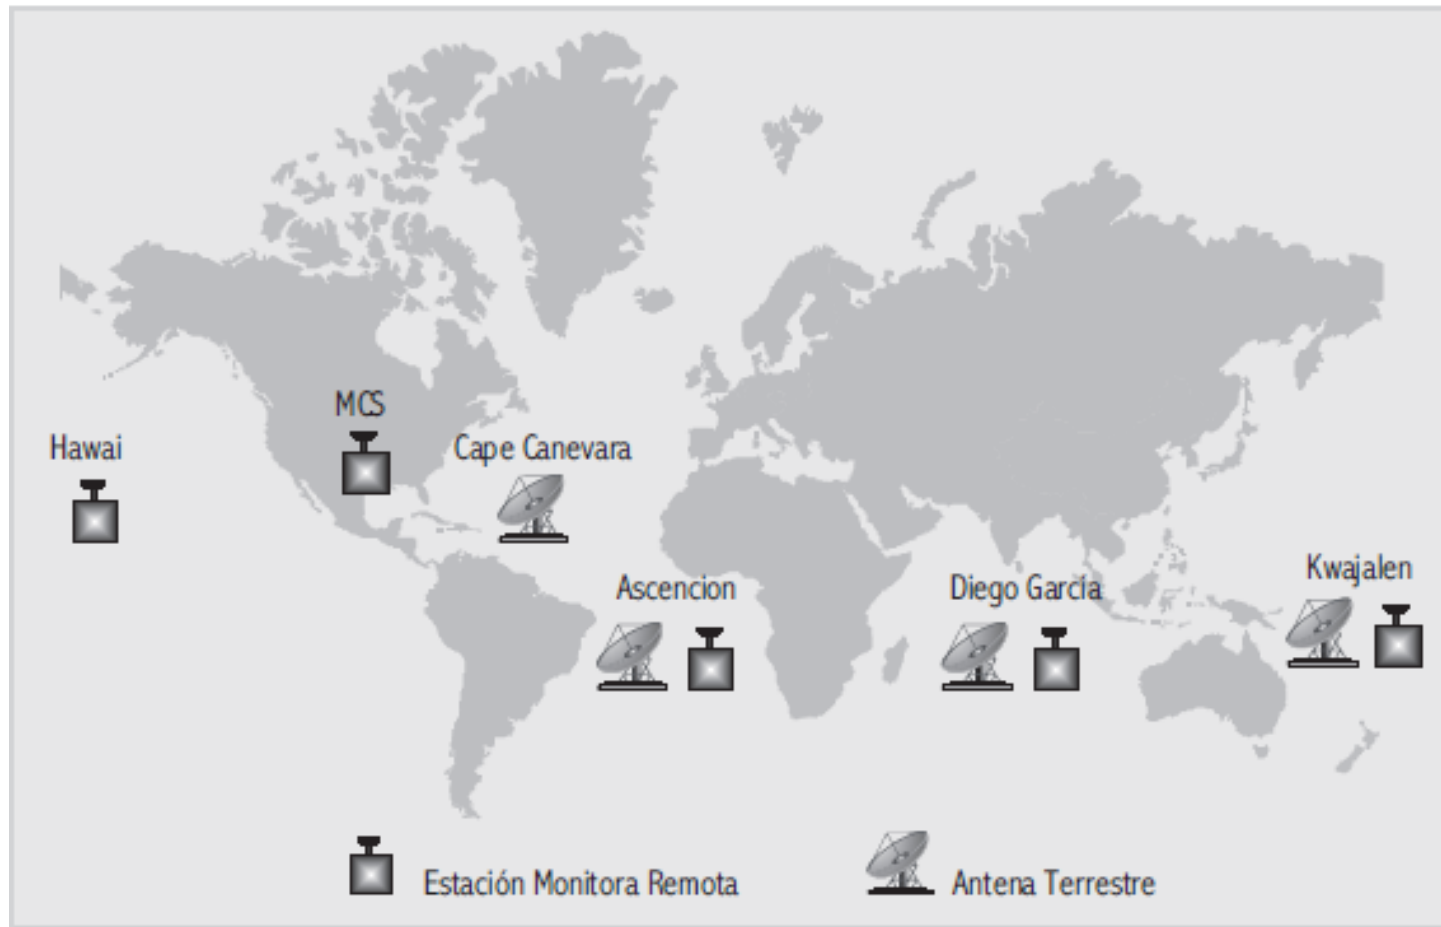 MCS
Hawai
Cape Canevara
Ascencion
Diego García
Kwajalen
Estación Monitora Remota
Antena Terrestre